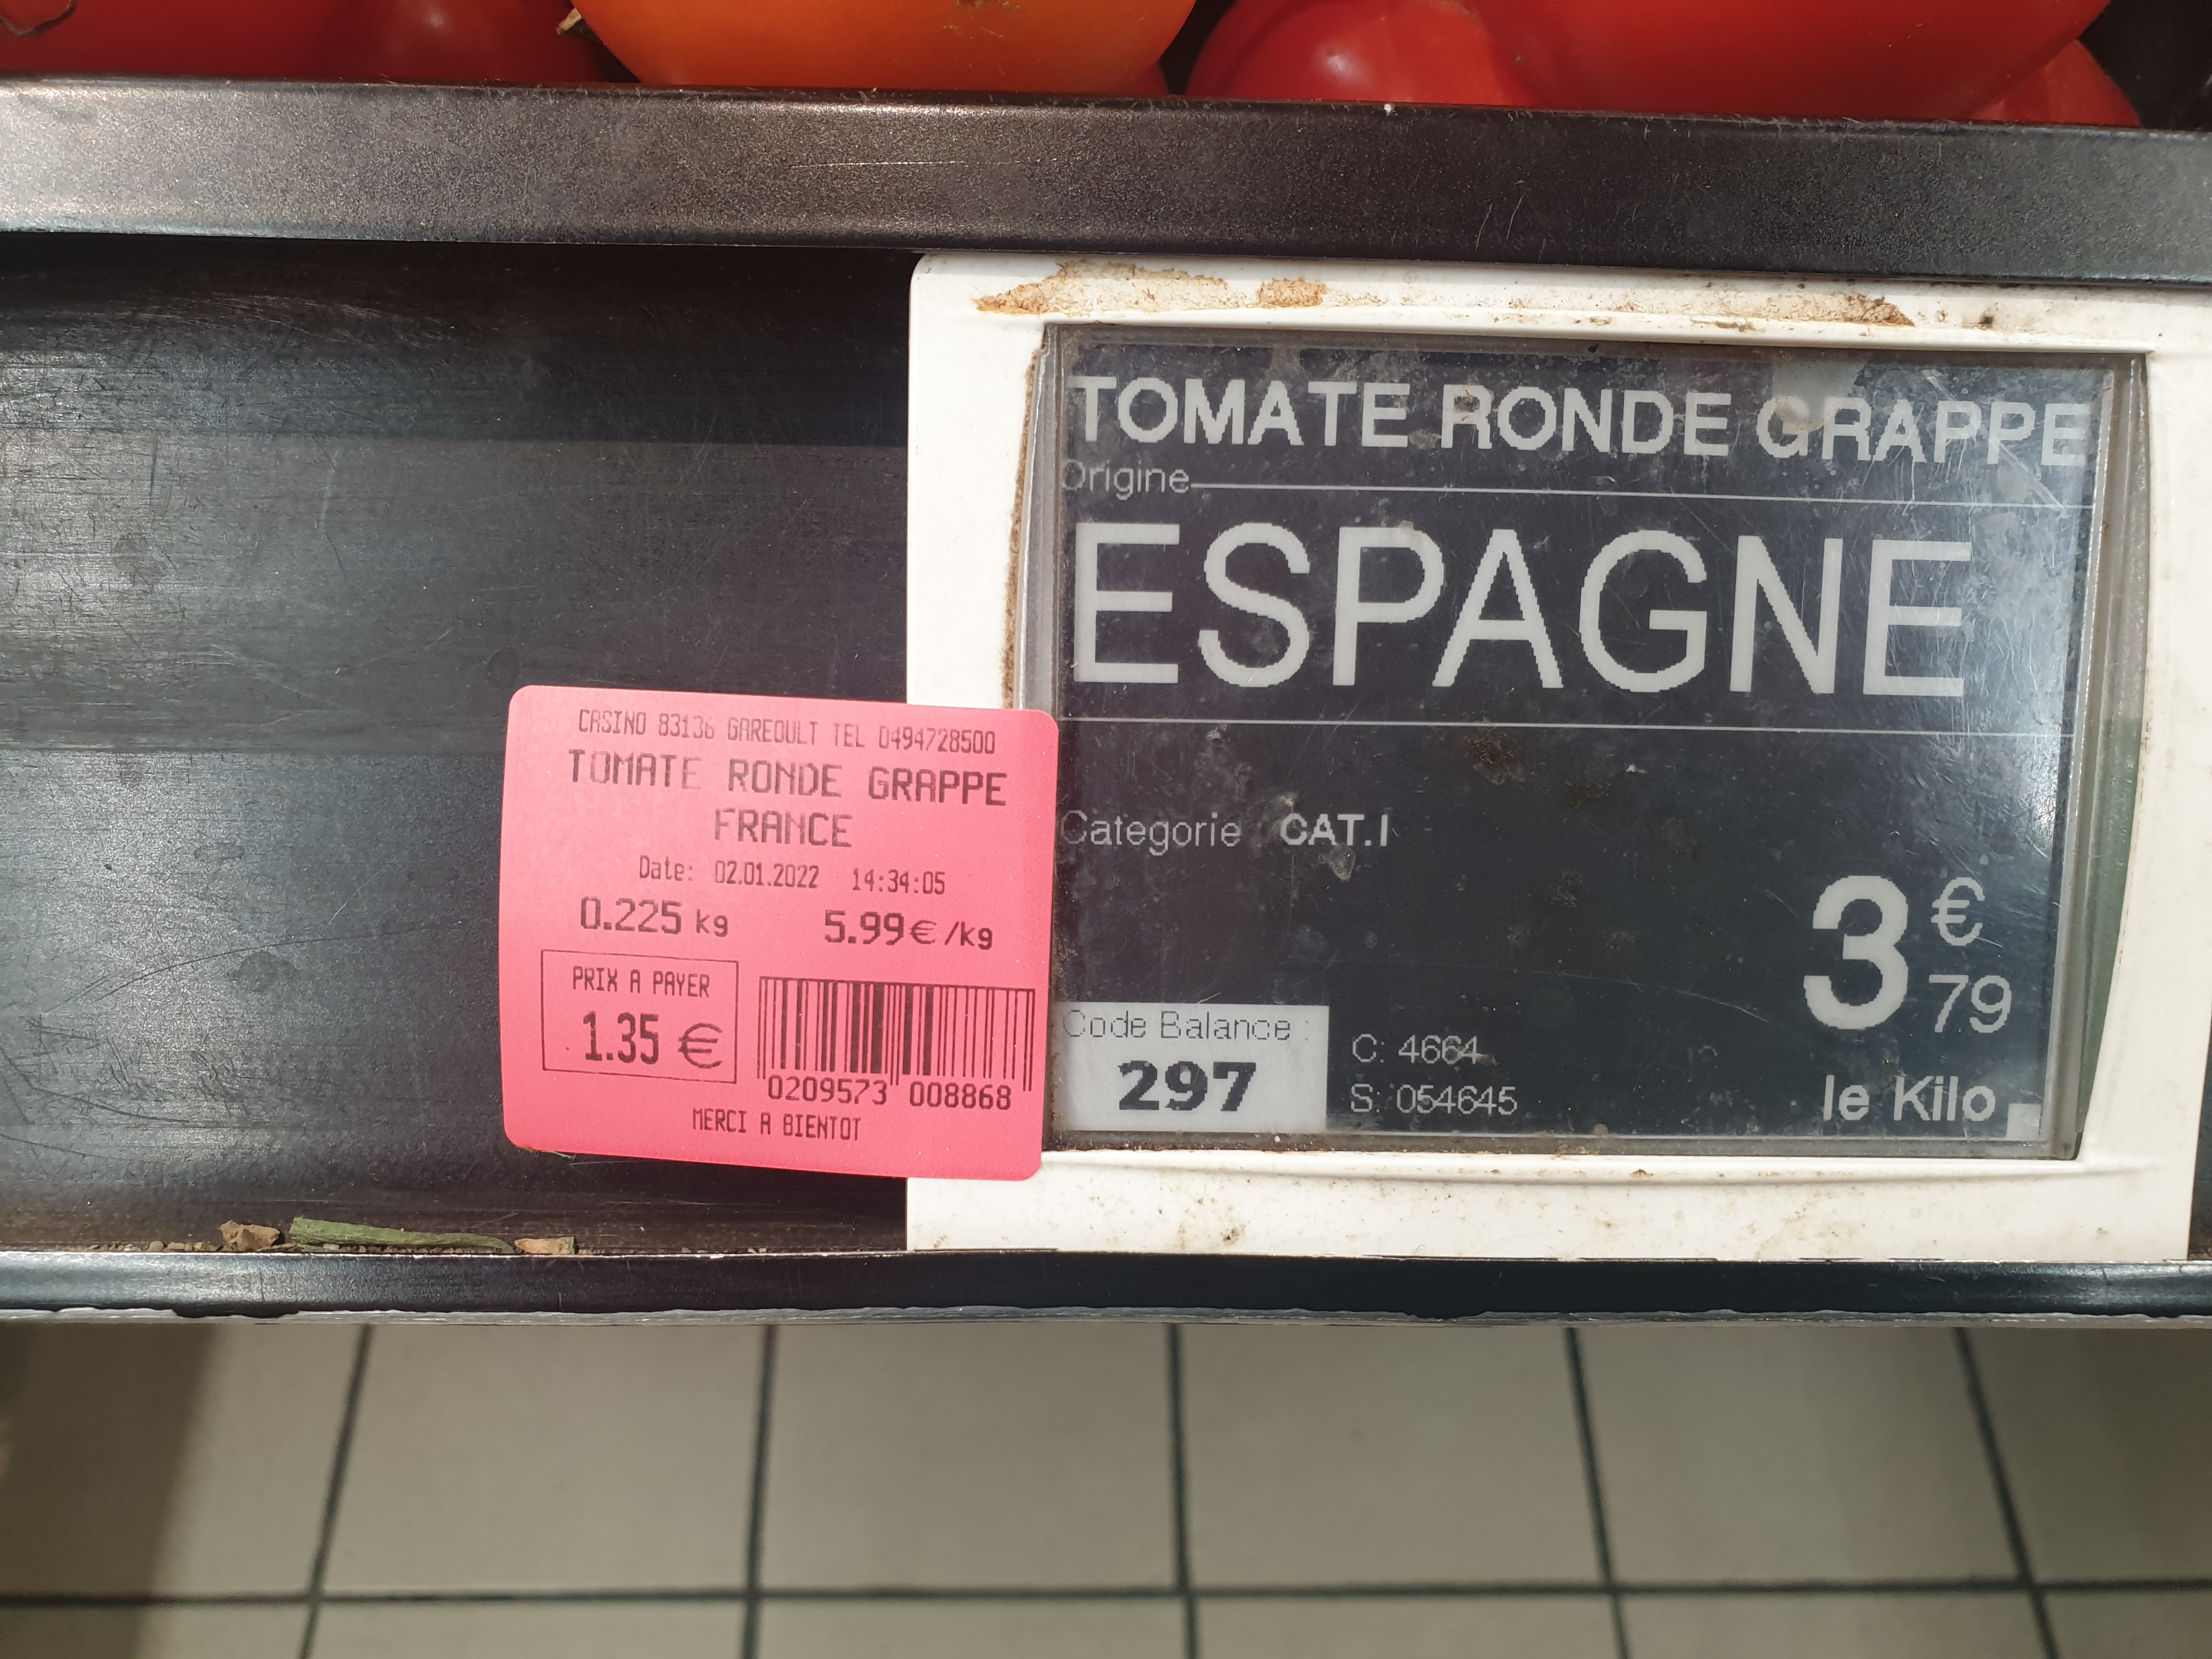 TOMATE RONDE GRAPPE
Origine
ESPAGNE
Categorie CAT.I
3 €
79
le Kilo
Code Balance :
297
C: 4664
S: 054645
CASINO 83136 GAREOULT TEL 0494728500
TOMATE RONDE GRAPPE
FRANCE
Date: 02.01.2022 14:34:05
0.225 kg 5.99 € /kg
PRIX A PAYER
1.35 €
0209573 008868
MERCI A BIENTOT